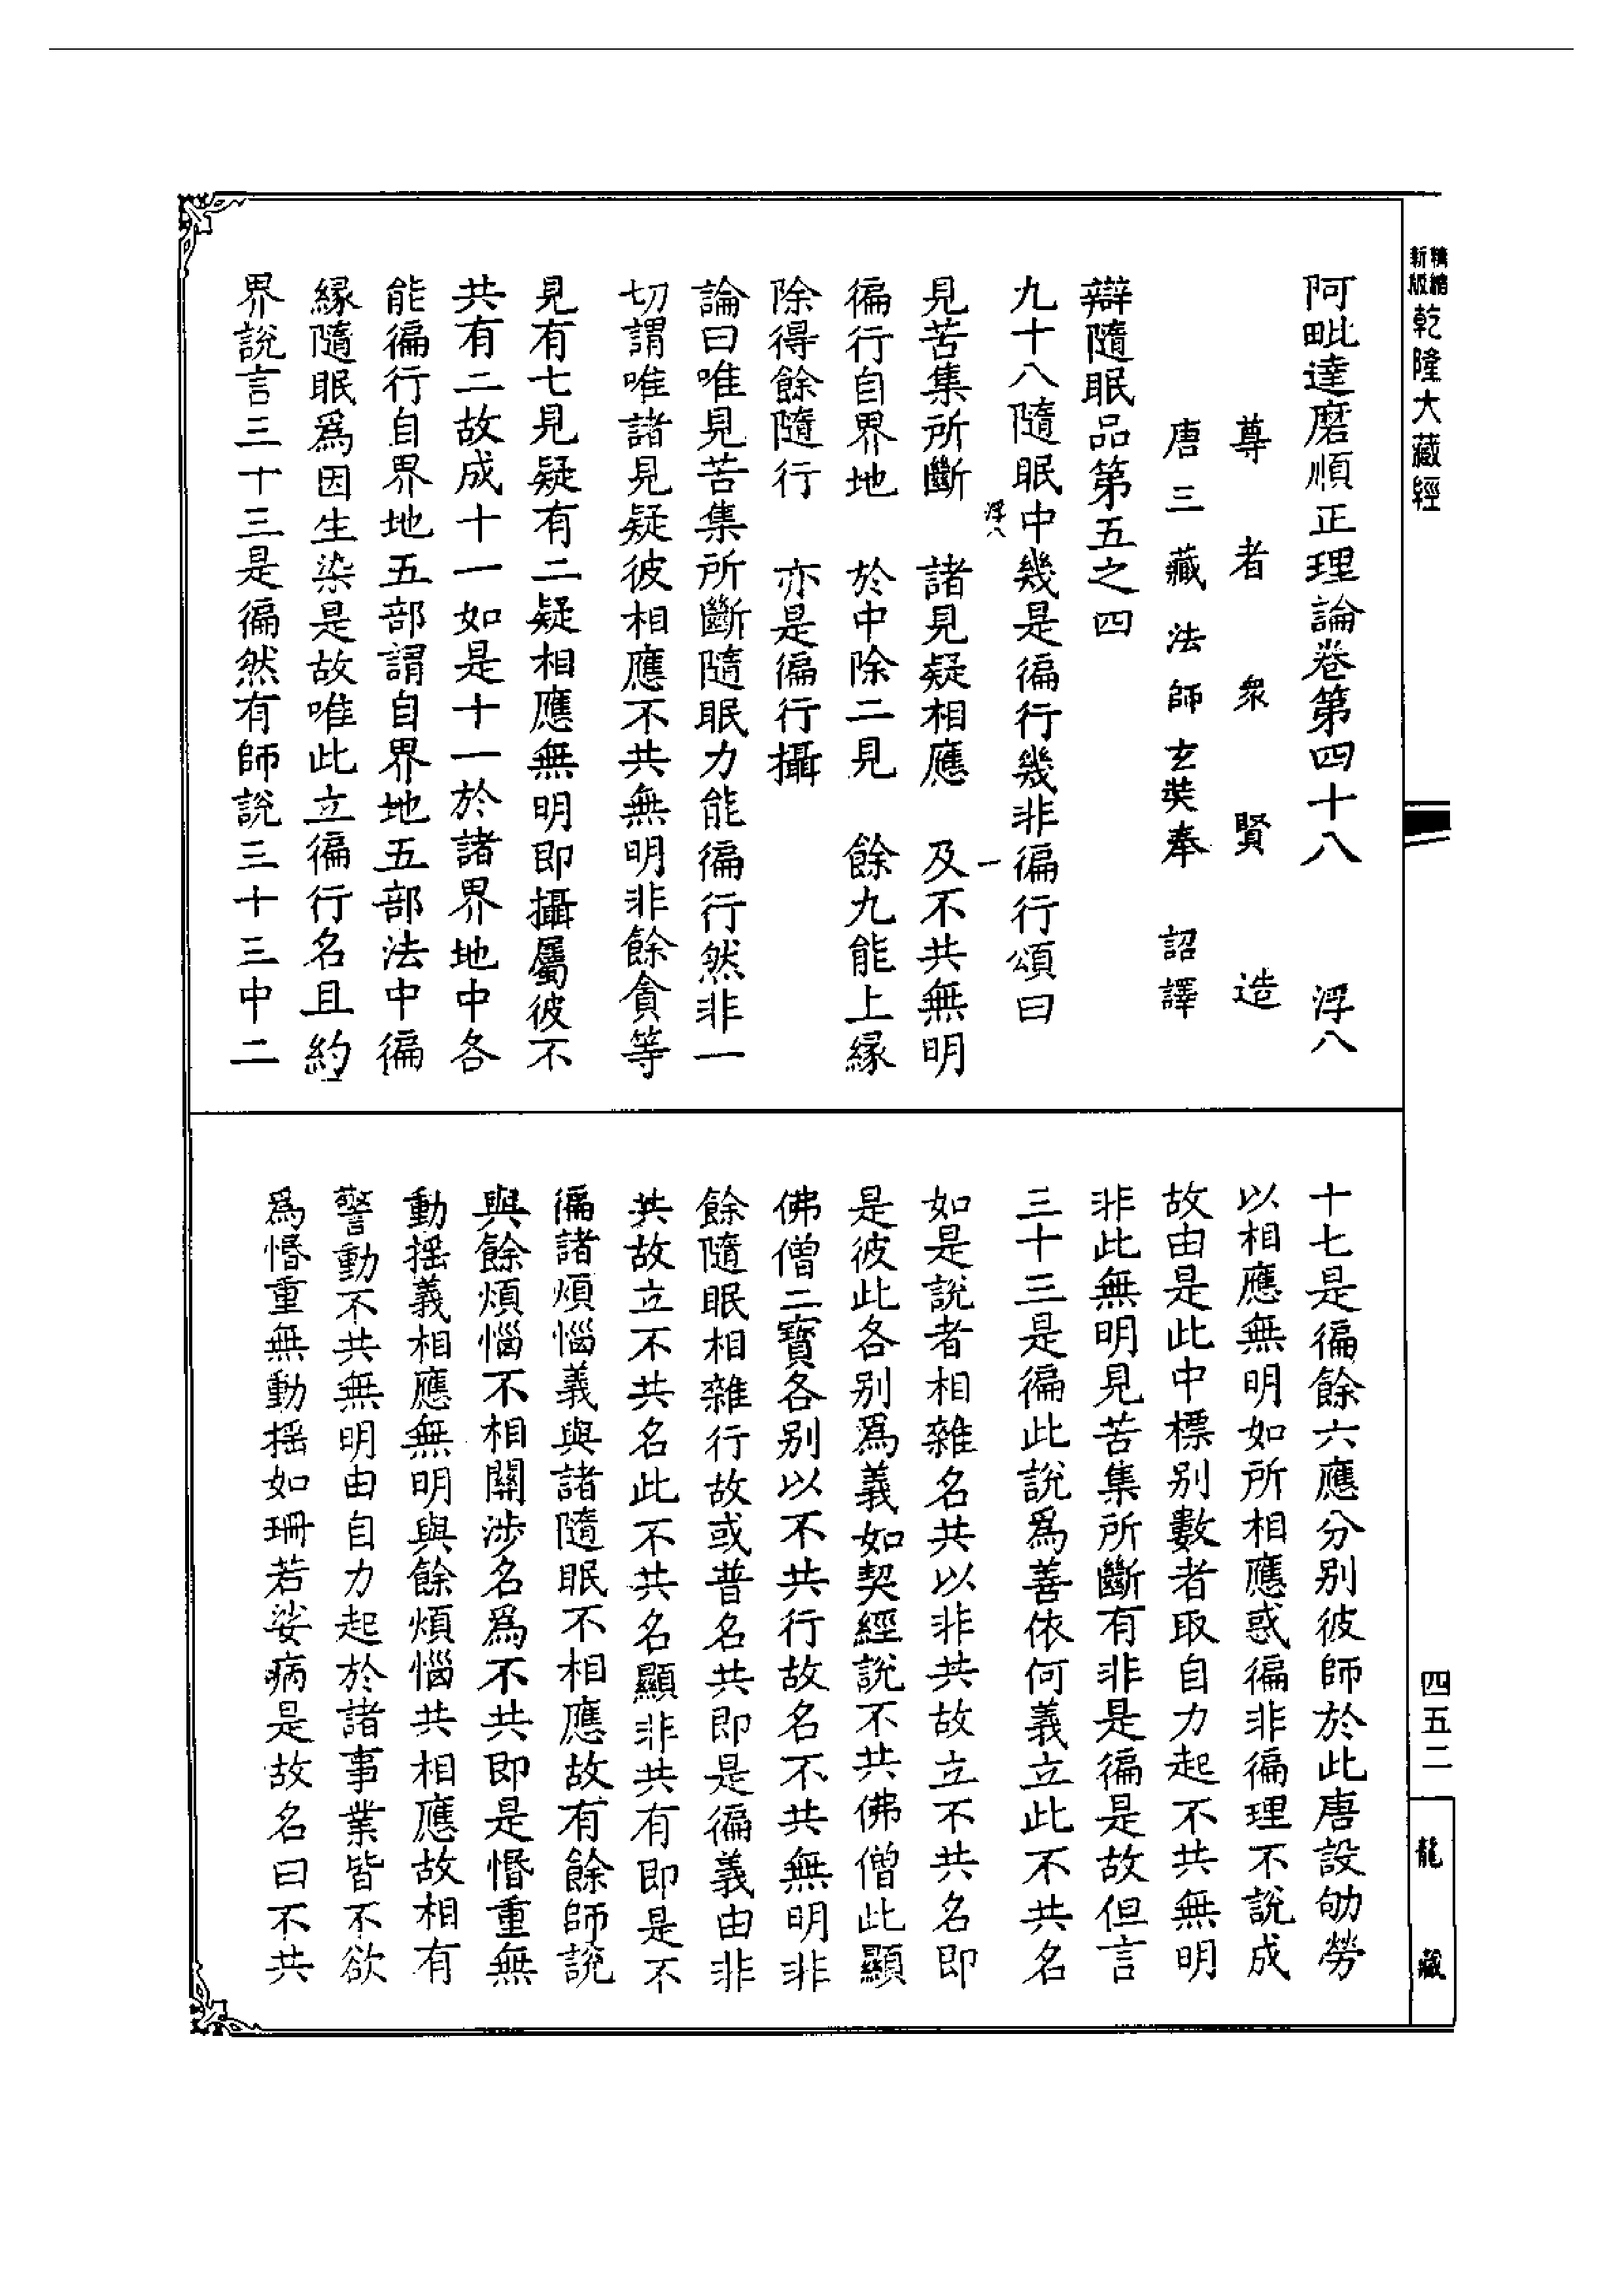 精縮新版乾隆大藏經
阿毗達磨順正理論卷第四十八 浮八
尊者衆賢造
唐三藏法師玄奘奉 詔譯
辯隨眠品第五之四
九十八隨眠中幾是徧行幾非徧行頌曰
浮八 一
見苦集所斷 諸見疑相應 及不共無明
徧行自界地 於中除二見 餘九能上緣
除得餘隨行 亦是徧行攝
論曰唯見苦集所斷隨眠力能徧行然非一
切謂唯諸見疑彼相應不共無明非餘貪等
見有七見疑有二疑相應無明即攝屬彼不
共有二故成十一如是十一於諸界地中各
能徧行自界地五部謂自界地五部法中徧
緣隨眠爲因生染是故唯此立徧行名且約
界說言三十三是徧然有師說三十三中二
十七是徧餘六應分別彼師於此唐設劬勞
以相應無明如所相應惑徧非徧理不說成
故由是此中標別數者取自力起不共無明
非此無明見苦集所斷有非是徧是故但言
三十三是徧此說爲善依何義立此不共名
如是說者相雜名共以非共故立不共名即
是彼此各別爲義如契經說不共佛僧此顯
佛僧二寶各別以不共行故名不共無明非
餘隨眠相雜行故或普名共即是徧義由非
共故立不共名此不共名顯非共有即是不
徧諸煩惱義與諸隨眠不相應故有餘師說
與餘煩惱不相關涉名爲不共即是惛重無
動搖義相應無明與餘煩惱共相應故相有
警動不共無明由自力起於諸事業皆不欲
爲惛重無動搖如珊若娑病是故名曰不共
四五二
龍藏